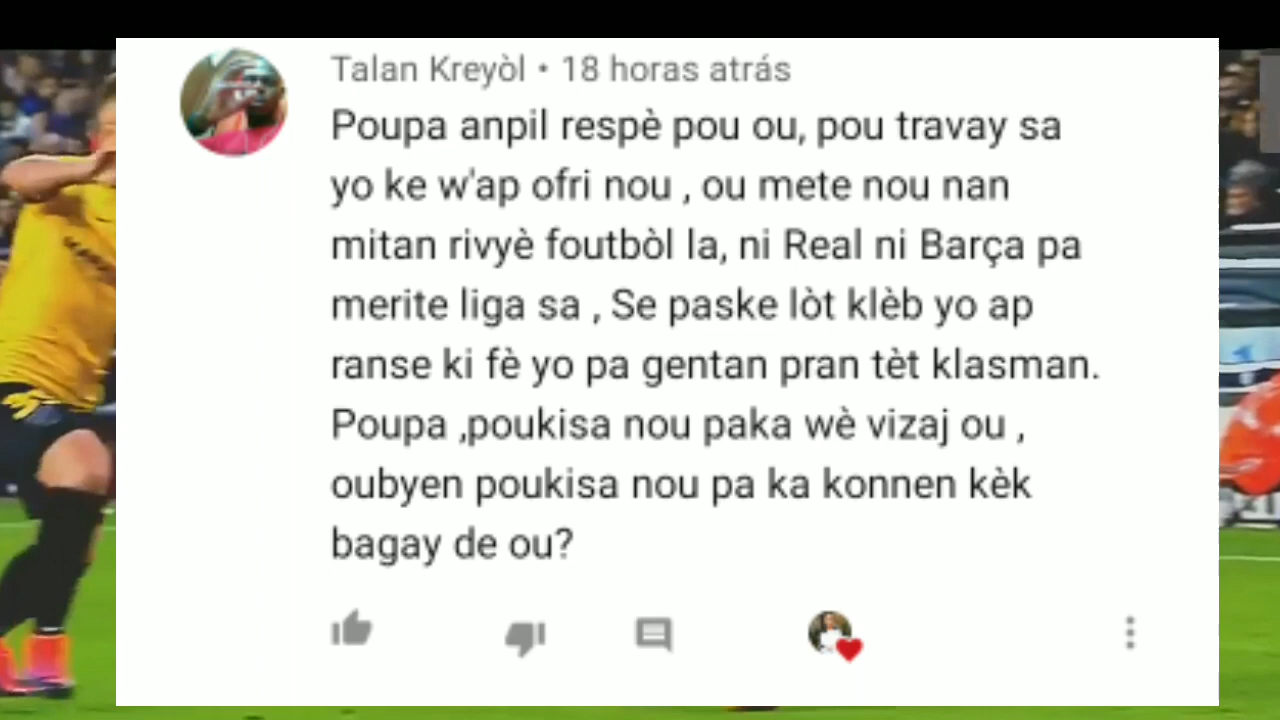 Talan Kreyòl • 18 horas atrás
Poupa anpil respè pou ou, pou travay sa
yo ke w'ap ofri nou , ou mete nou nan
mitan rivyè foutbòl la, ni Real ni Barça pa
merite liga sa , Se paske lòt klèb yo ap
ranse ki fè yo pa gentan pran tèt klasman.
Poupa ,poukisa nou paka wè vizaj ou ,
oubyen poukisa nou pa ka konnen kèk
bagay de ou?